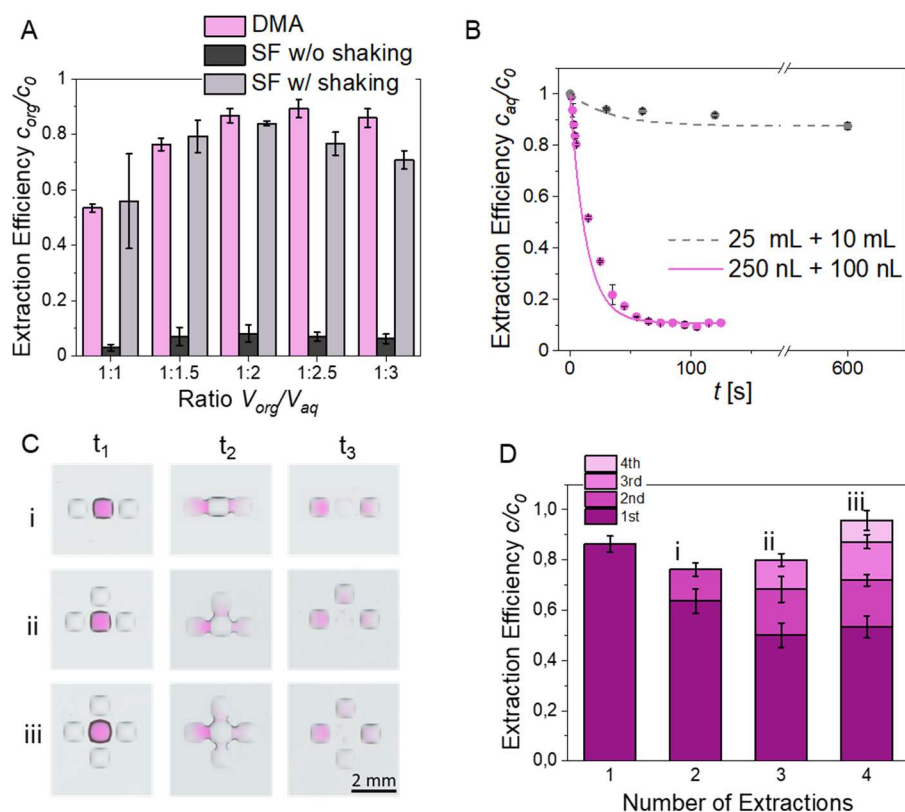 A
DMA
SF w/o shaking
SF w/ shaking
Extraction Efficiency c_org/c_0
1
0.8
0.6
0.4
0.2
0
1:1 1:1.5 1:2 1:2.5 1:3
Ratio V_org/V_aq
B
Extraction Efficiency c_aq/c_0
1.0
0.8
0.6
0.4
0.2
0.0
25 mL + 10 mL
250 nL + 100 nL
0 100 600
t [s]
C
t₁ t₂ t₃
i
ii
iii
2 mm
D
4th
3rd
2nd
1st
Extraction Efficiency c/c_0
1,0
0,8
0,6
0,4
0,2
0,0
i
ii
iii
1 2 3 4
Number of Extractions